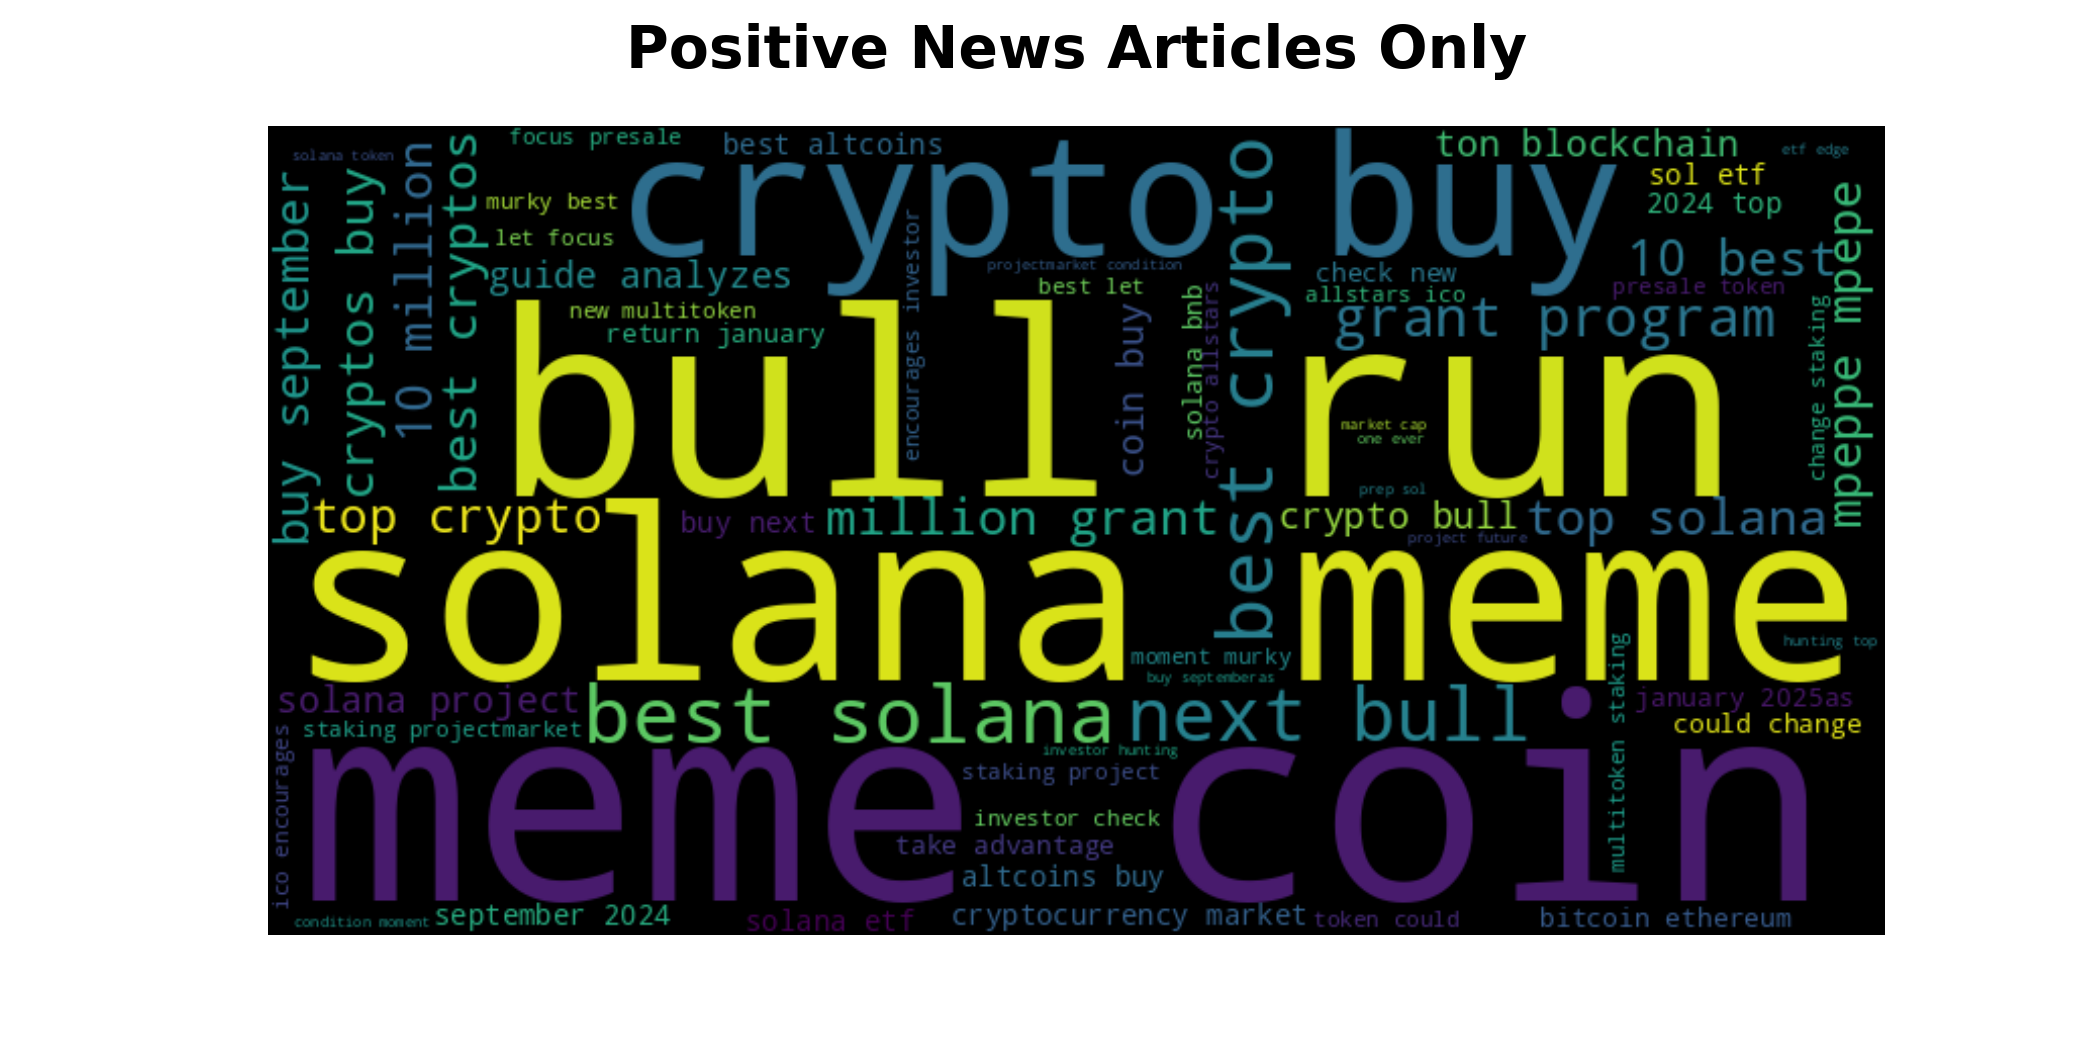 Positive News Articles Only
focus presale
best altcoins
ton blockchain
solana token
etf edge
crypto buy
sol etf
murky best
2024 top
let focus
10 best
buy september
cryptos buy
10 million
best cryptos
guide analyzes
encourages investor
projectmarket condition
best crypto
check new
mpeppe mpepe
best let
presale token
allstars ico
new multitoken
return january
grant program
coin buy
solana bnb
crypto allstars
change staking
bull run
market cap
one ever
prep sol
top crypto
buy next
million grant
crypto bull
top solana
project future
solana meme
moment murky
hunting top
buy septemberas
multitoken staking
solana project
best solana
next bull
january 2025as
staking projectmarket
could change
investor hunting
meme coin
ico encourages
staking project
investor check
take advantage
altcoins buy
condition moment
september 2024
solana etf
cryptocurrency market
token could
bitcoin ethereum